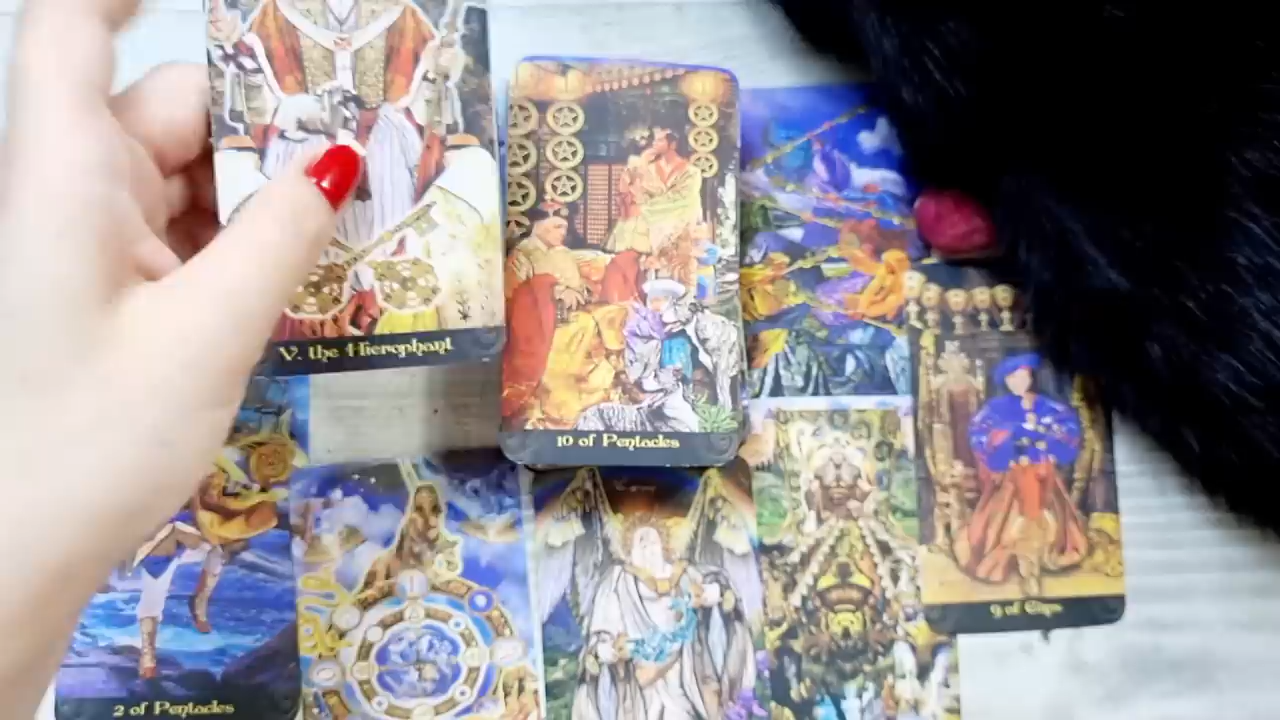 V. the Hierophant
10 of Pentacles
9 of Cups
2 of Pentacles